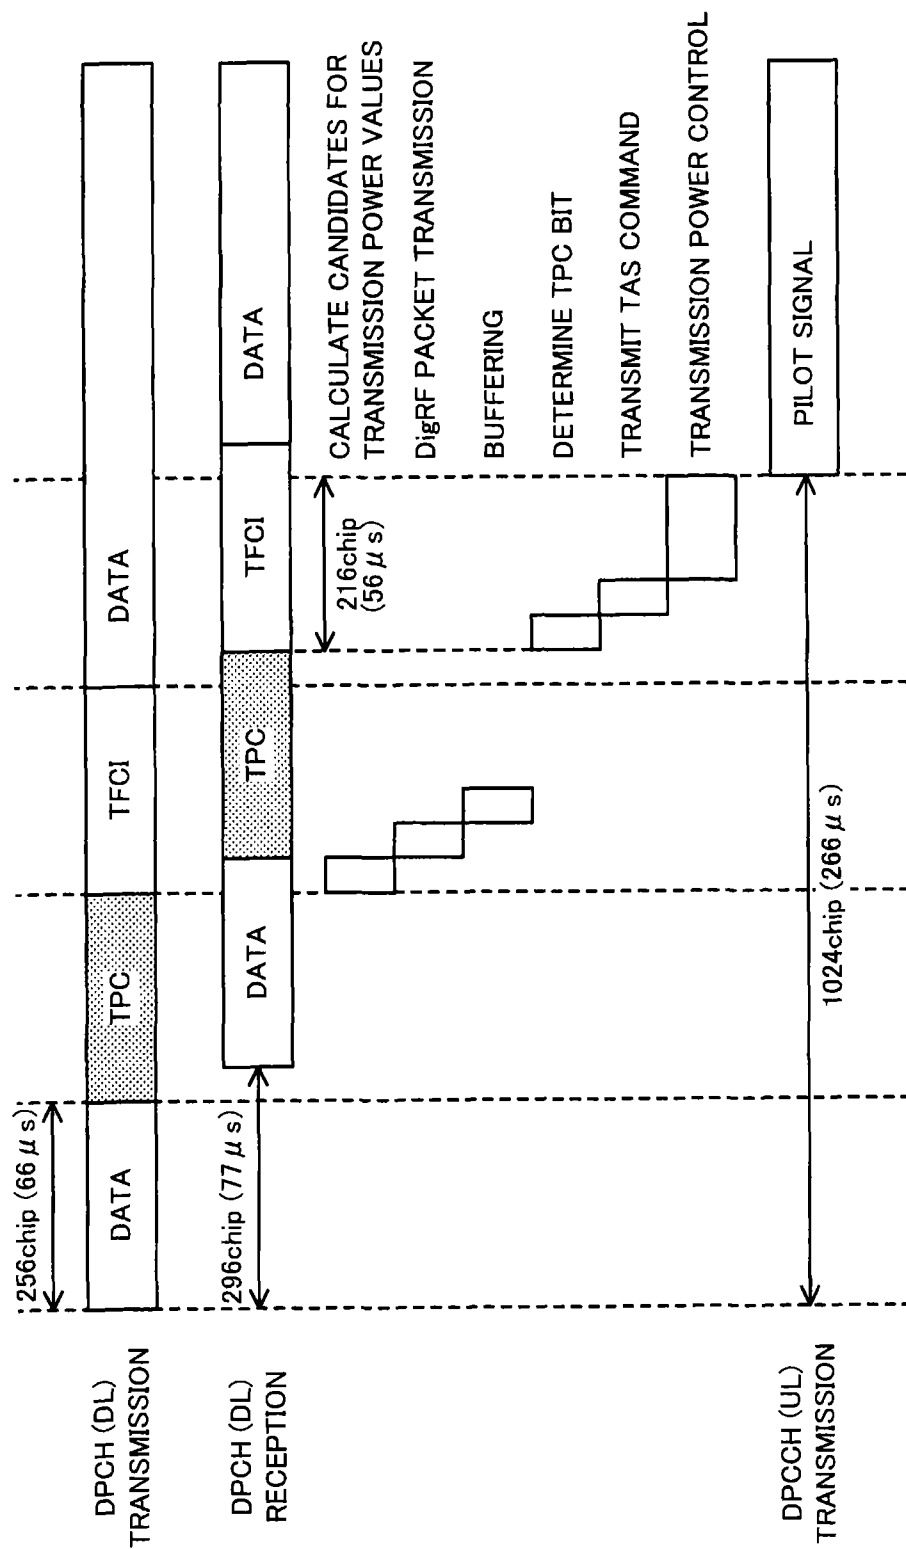 DPCH (DL)
TRANSMISSION
256chip (66 μs)
DATA
TPC
TFCI
DATA
DPCH (DL)
RECEPTION
296chip (77 μs)
DATA
TPC
TFCI
DATA
216chip
(56 μs)
CALCULATE CANDIDATES FOR
TRANSMISSION POWER VALUES
DigRF PACKET TRANSMISSION
BUFFERING
DETERMINE TPC BIT
TRANSMIT TAS COMMAND
TRANSMISSION POWER CONTROL
DPCCH (UL)
TRANSMISSION
1024chip (266 μs)
PILOT SIGNAL